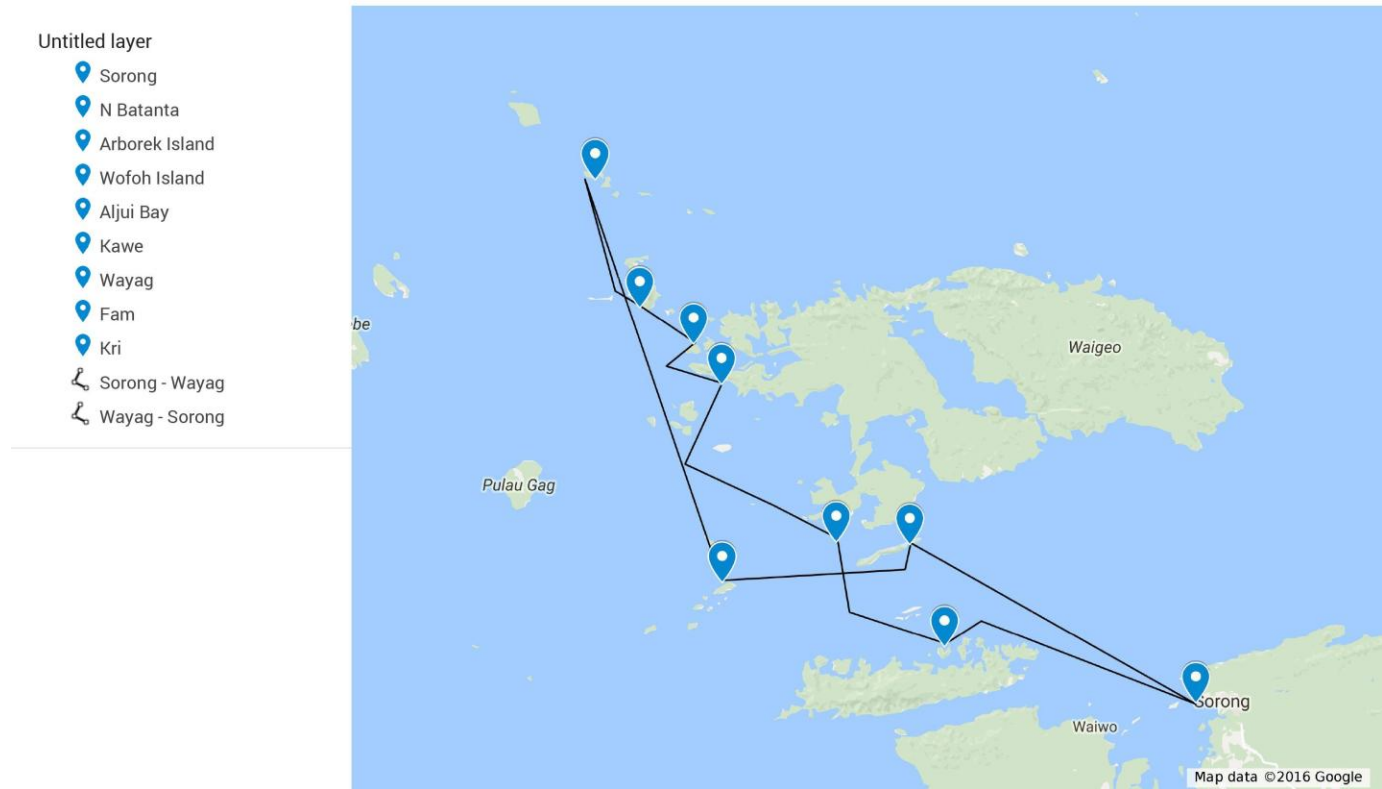 Untitled layer
Sorong
N Batanta
Arborek Island
Wofoh Island
Aljui Bay
Kawe
Wayag
Fam
Kri
Sorong - Wayag
Wayag - Sorong
be
Waigeo
Pulau Gag
Sorong
Waiwo
Map data ©2016 Google